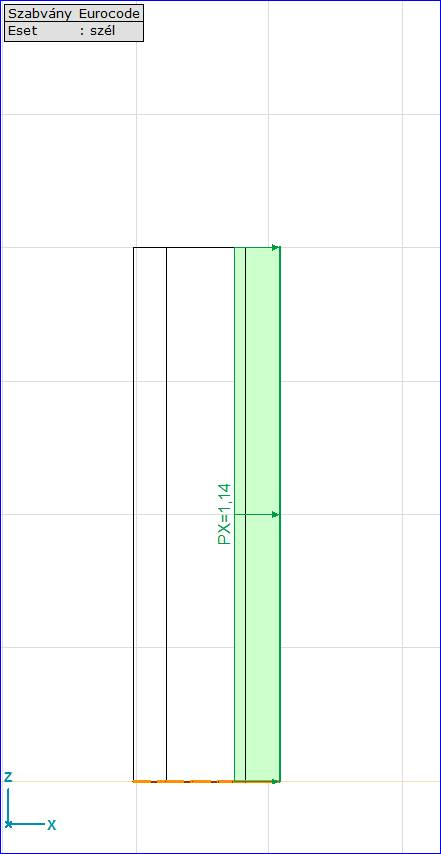 Szabvány Eurocode
Eset : szél
PX=1,14
Z
X